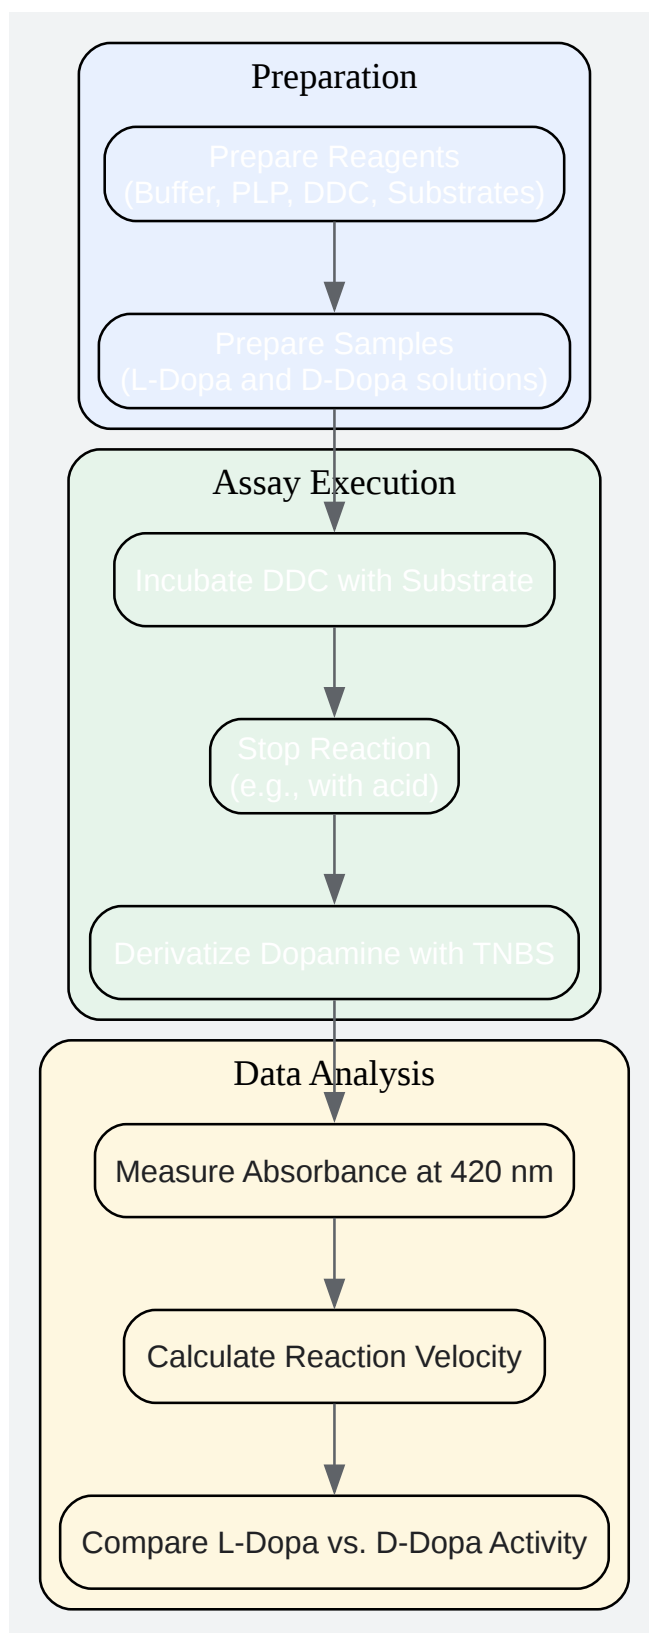 Preparation
Prepare Reagents
(Buffer, PLP, DDC, Substrates)
Prepare Samples
(L-Dopa and D-Dopa solutions)
Assay Execution
Incubate DDC with Substrate
Stop Reaction
(e.g., with acid)
Derivatize Dopamine with TNBS
Data Analysis
Measure Absorbance at 420 nm
Calculate Reaction Velocity
Compare L-Dopa vs. D-Dopa Activity